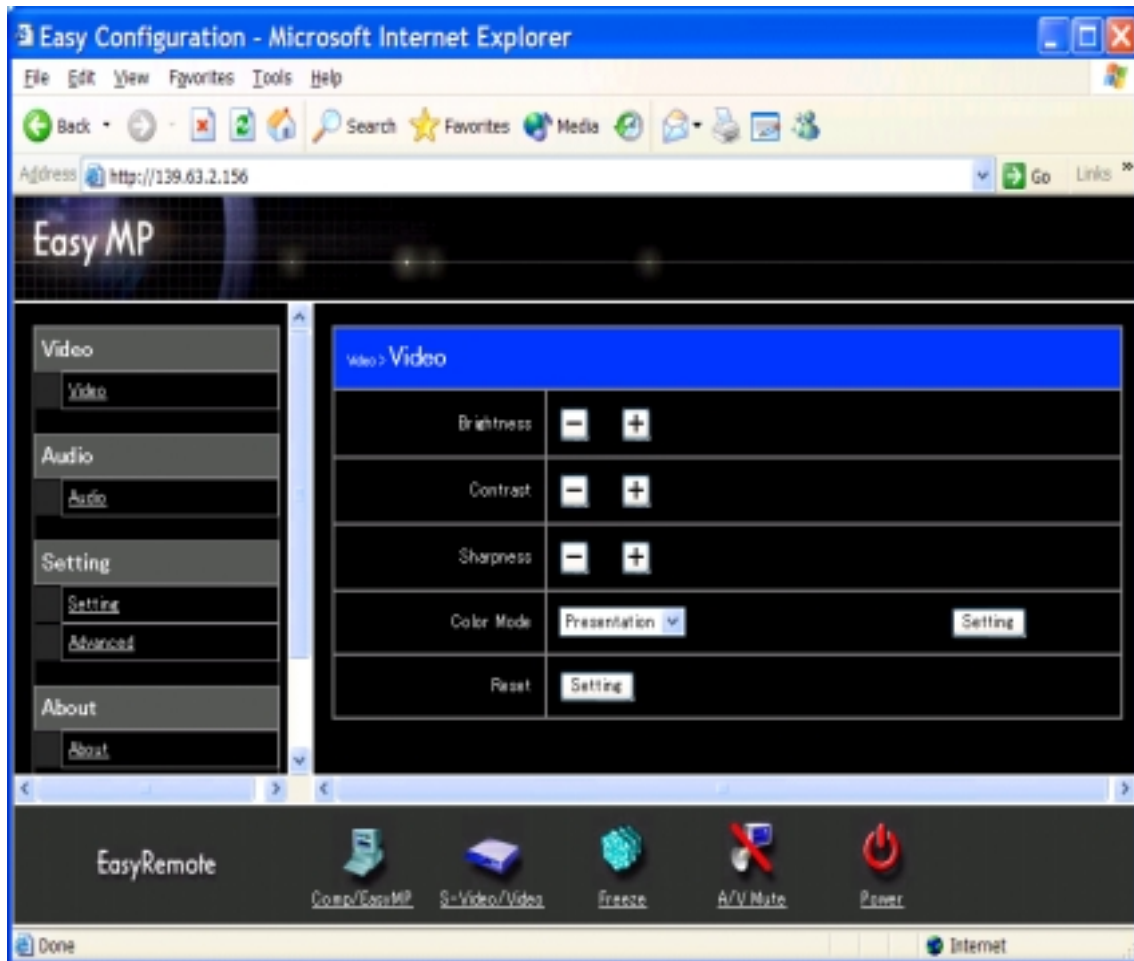 Easy Configuration - Microsoft Internet Explorer
File Edit View Favorites Tools Help
Back Search Favorites Media
Address http://139.63.2.156 Go Links »
Easy MP
Video
Video
Audio
Audio
Setting
Setting
Advanced
About
About
Video > Video
Brightness − +
Contrast − +
Sharpness − +
Color Mode Presentation Setting
Reset Setting
EasyRemote
Comp/EasyMP S-Video/Video Freeze A/V Mute Power
Done Internet